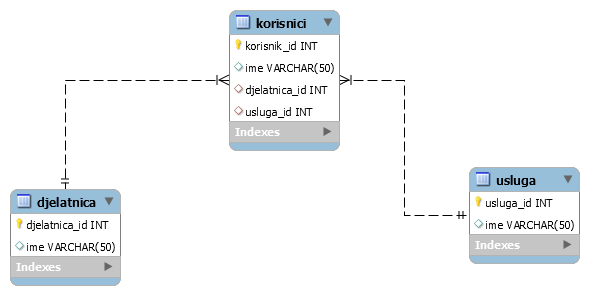 korisnici
korisnik_id INT
ime VARCHAR(50)
djelatnica_id INT
usluga_id INT
Indexes
djelatnica
djelatnica_id INT
ime VARCHAR(50)
Indexes
usluga
usluga_id INT
ime VARCHAR(50)
Indexes